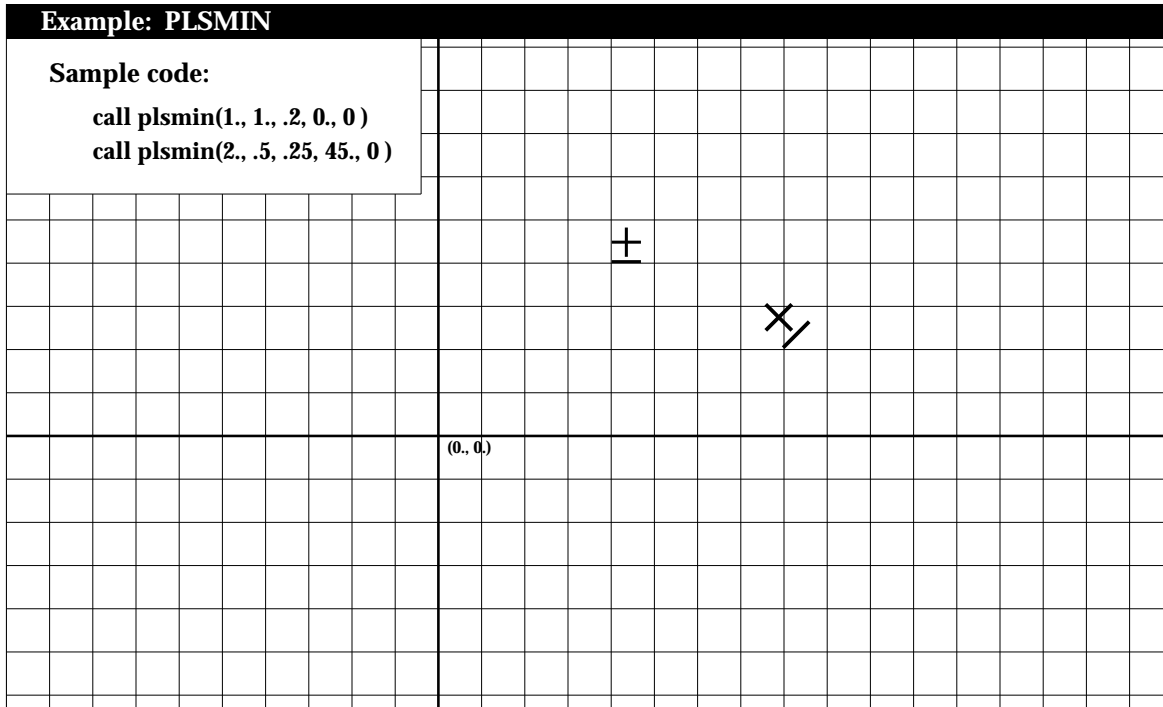 Example: PLSMIN
Sample code:
call plsmin(1., 1., .2, 0., 0 )
call plsmin(2., .5, .25, 45., 0 )
(0., 0.)